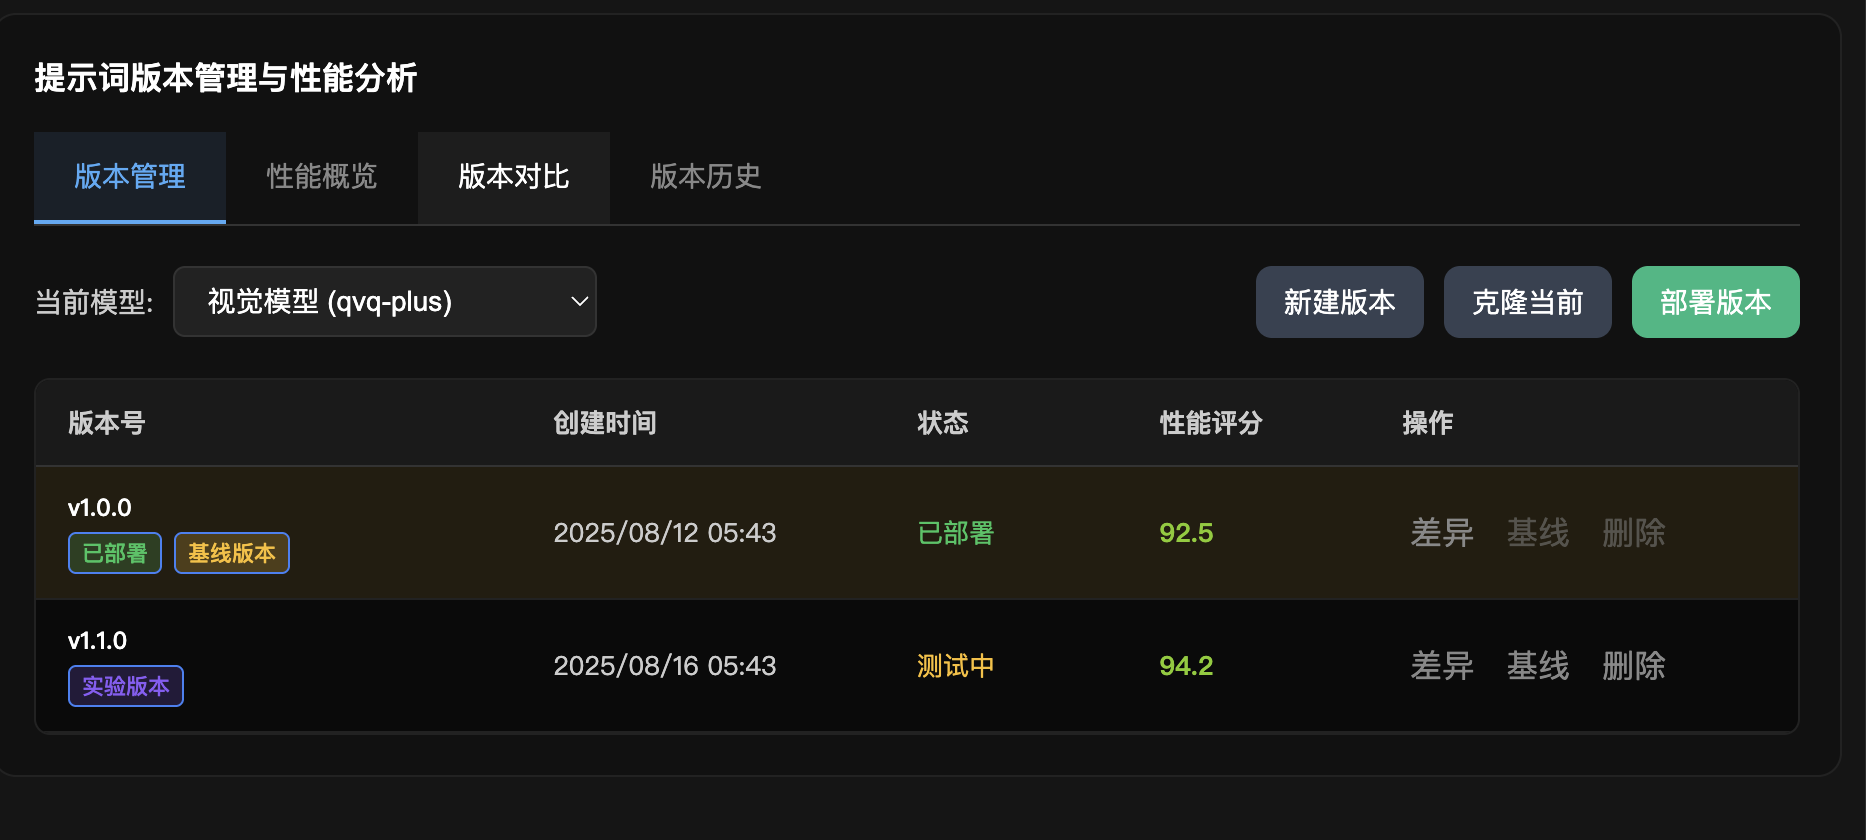 提示词版本管理与性能分析
版本管理 性能概览 版本对比 版本历史
当前模型: 视觉模型 (qvq-plus) 新建版本 克隆当前 部署版本
版本号 创建时间 状态 性能评分 操作
v1.0.0
已部署 基线版本 2025/08/12 05:43 已部署 92.5 差异 基线 删除
v1.1.0
实验版本 2025/08/16 05:43 测试中 94.2 差异 基线 删除